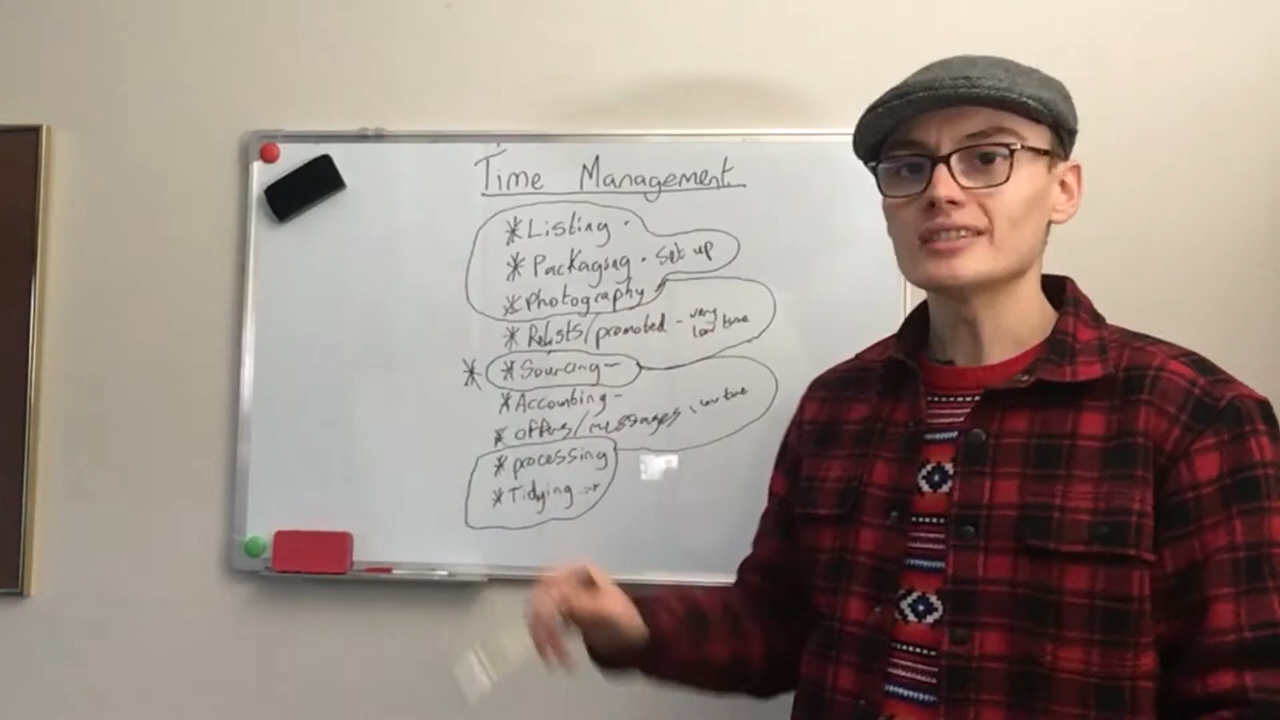 Time Management
* Listing -
* Packaging - Set up
* Photography
* Relists/promoted - very low time
* * Sourcing -
* Accounting -
* offers/messages, low time
* processing
* Tidying